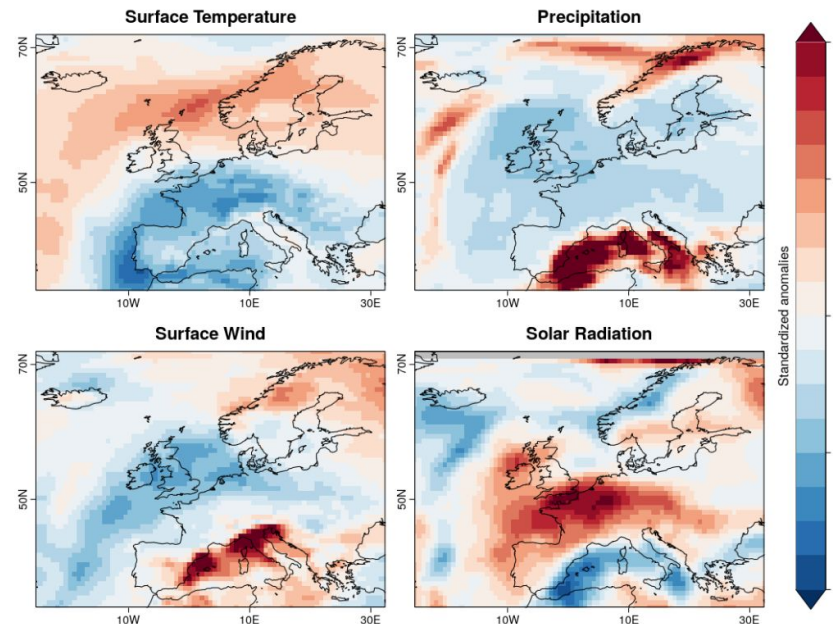 Surface Temperature
Precipitation
70N
50N
10W
10E
30E
70N
50N
10W
10E
30E
Surface Wind
Solar Radiation
70N
50N
10W
10E
30E
70N
50N
10W
10E
30E
Standardized anomalies